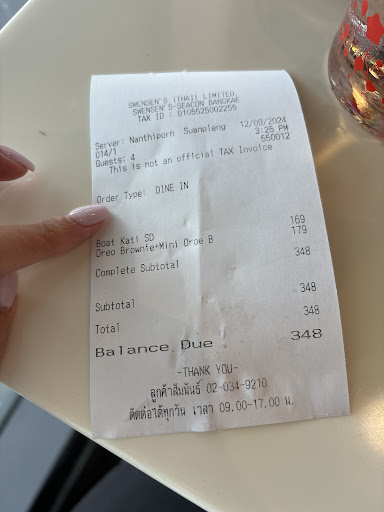 SWENSEN'S (THAI) LIMITED.
SWENSEN'S-SEACON BANGKAE
TAX ID : 0105525002255
Server: Nanthiporn Suanpleng 12/09/2024
014/1 3:25 PM
Guests: 4 550012
This is not an official TAX Invoice
Order Type: DINE IN
Boat Kati SD 169
Oreo Brownie+Mini Oroe B 179
Complete Subtotal 348
Subtotal 348
Total 348
Balance Due 348
-THANK YOU-
ลูกค้าสัมพันธ์ 02-034-9210
ติดต่อได้ทุกวัน เวลา 09.00-17.00 น.